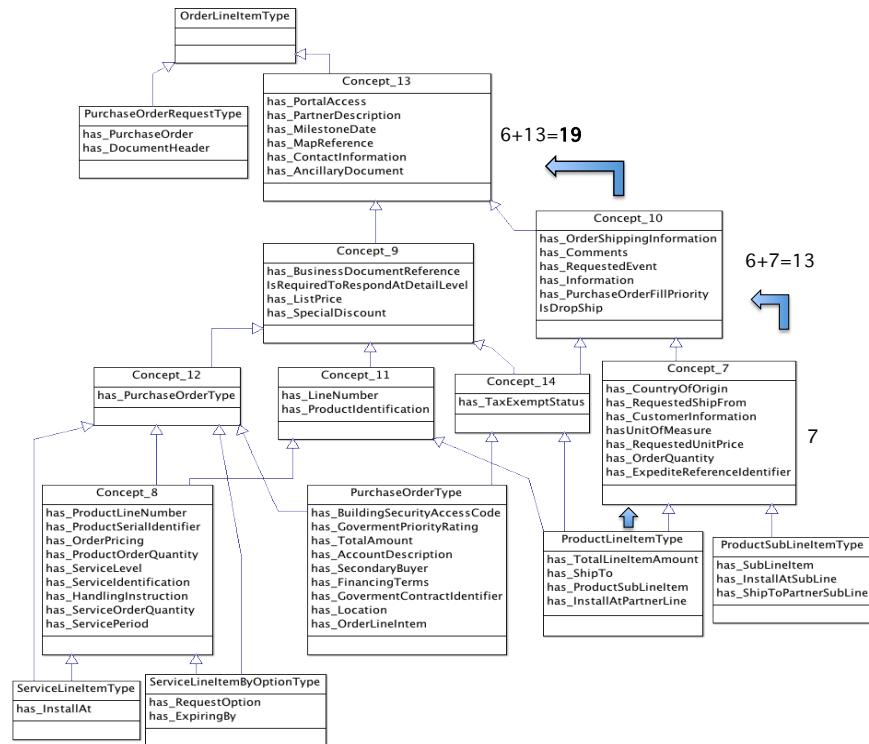 OrderLineItemType
Concept_13
has_PortalAccess
has_PartnerDescription
has_MilestoneDate
has_MapReference
has_ContactInformation
has_AncillaryDocument
PurchaseOrderRequestType
has_PurchaseOrder
has_DocumentHeader
6+13=19
Concept_10
has_OrderShippingInformation
has_Comments
has_RequestedEvent
has_Information
has_PurchaseOrderFillPriority
IsDropShip
6+7=13
Concept_9
has_BusinessDocumentReference
IsRequiredToRespondAtDetailLevel
has_ListPrice
has_SpecialDiscount
Concept_12
has_PurchaseOrderType
Concept_11
has_LineNumber
has_ProductIdentification
Concept_14
has_TaxExemptStatus
Concept_7
has_CountryOfOrigin
has_RequestedShipFrom
has_CustomerInformation
hasUnitOfMeasure
has_RequestedUnitPrice
has_OrderQuantity
has_ExpediteReferenceIdentifier
7
Concept_8
has_ProductLineNumber
has_ProductSerialIdentifier
has_OrderPricing
has_ProductOrderQuantity
has_ServiceLevel
has_ServiceIdentification
has_HandlingInstruction
has_ServiceOrderQuantity
has_ServicePeriod
PurchaseOrderType
has_BuildingSecurityAccessCode
has_GovermentPriorityRating
has_TotalAmount
has_AccountDescription
has_SecondaryBuyer
has_FinancingTerms
has_GovermentContractIdentifier
has_Location
has_OrderLineIntem
ProductLineItemType
has_TotalLineItemAmount
has_ShipTo
has_ProductSubLineItem
has_InstallAtPartnerLine
ProductSubLineItemType
has_SubLineItem
has_InstallAtSubLine
has_ShipToPartnerSubLine
ServiceLineItemType
has_InstallAt
ServiceLineItemByOptionType
has_RequestOption
has_ExpiringBy